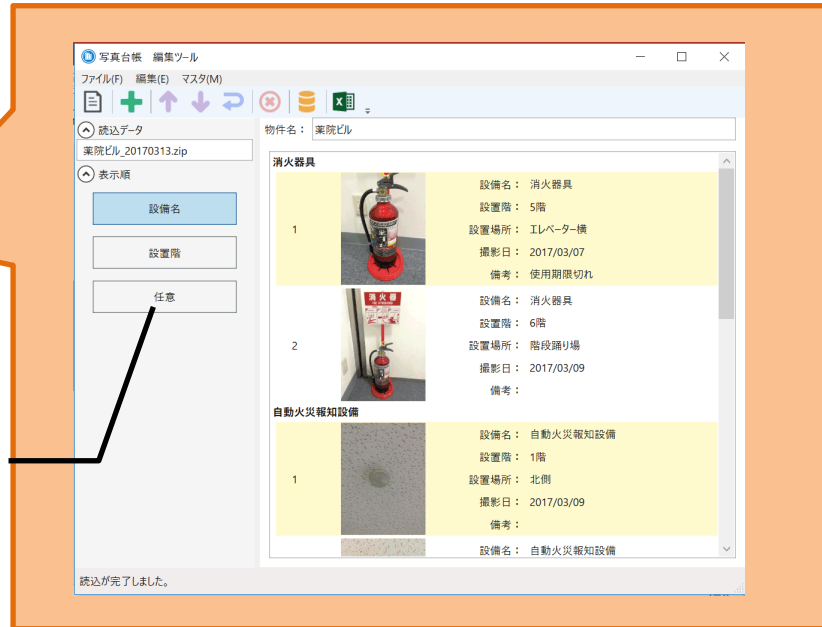 写真台帳 編集ツール
ファイル(F) 編集(E) マスタ(M)
読込データ
薬院ビル_20170313.zip
表示順
設備名
設置階
任意
物件名： 薬院ビル
消火器具
1
設備名： 消火器具
設置階： 5階
設置場所： エレベーター横
撮影日： 2017/03/07
備考： 使用期限切れ
消火器
2
設備名： 消火器具
設置階： 6階
設置場所： 階段踊り場
撮影日： 2017/03/09
備考：
自動火災報知設備
1
設備名： 自動火災報知設備
設置階： 1階
設置場所： 北側
撮影日： 2017/03/09
備考：
設備名： 自動火災報知設備
読込が完了しました。